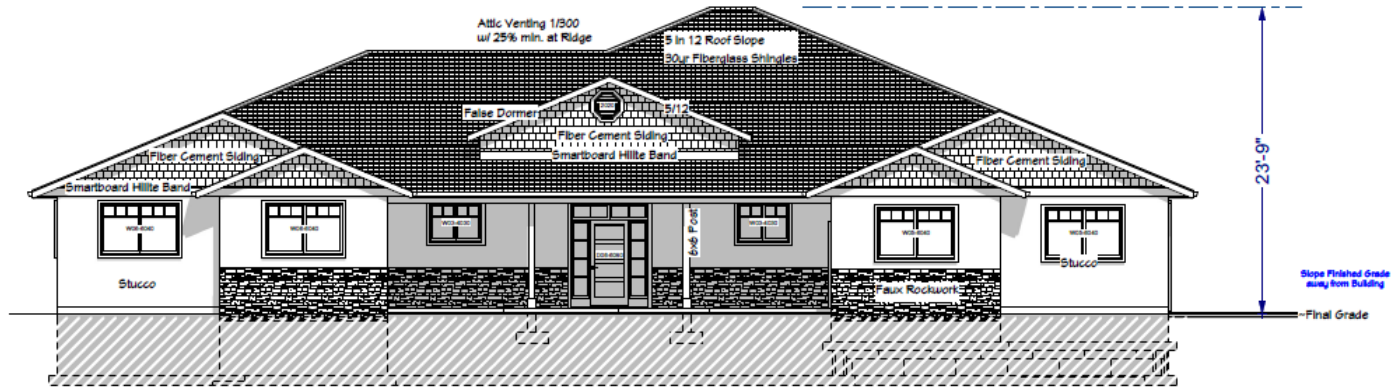 Attic Venting 1/300
w/ 25% min. at Ridge
5 in 12 Roof Slope
30yr Fiberglass Shingles
False Dormer
2020
5/12
Fiber Cement Siding
Smartboard Hilite Band
Fiber Cement Siding
Smartboard Hilite Band
Fiber Cement Siding
23'-9"
6x6 Post
Stucco
Stucco
Faux Rockwork
Slope Finished Grade
away from Building
~Final Grade